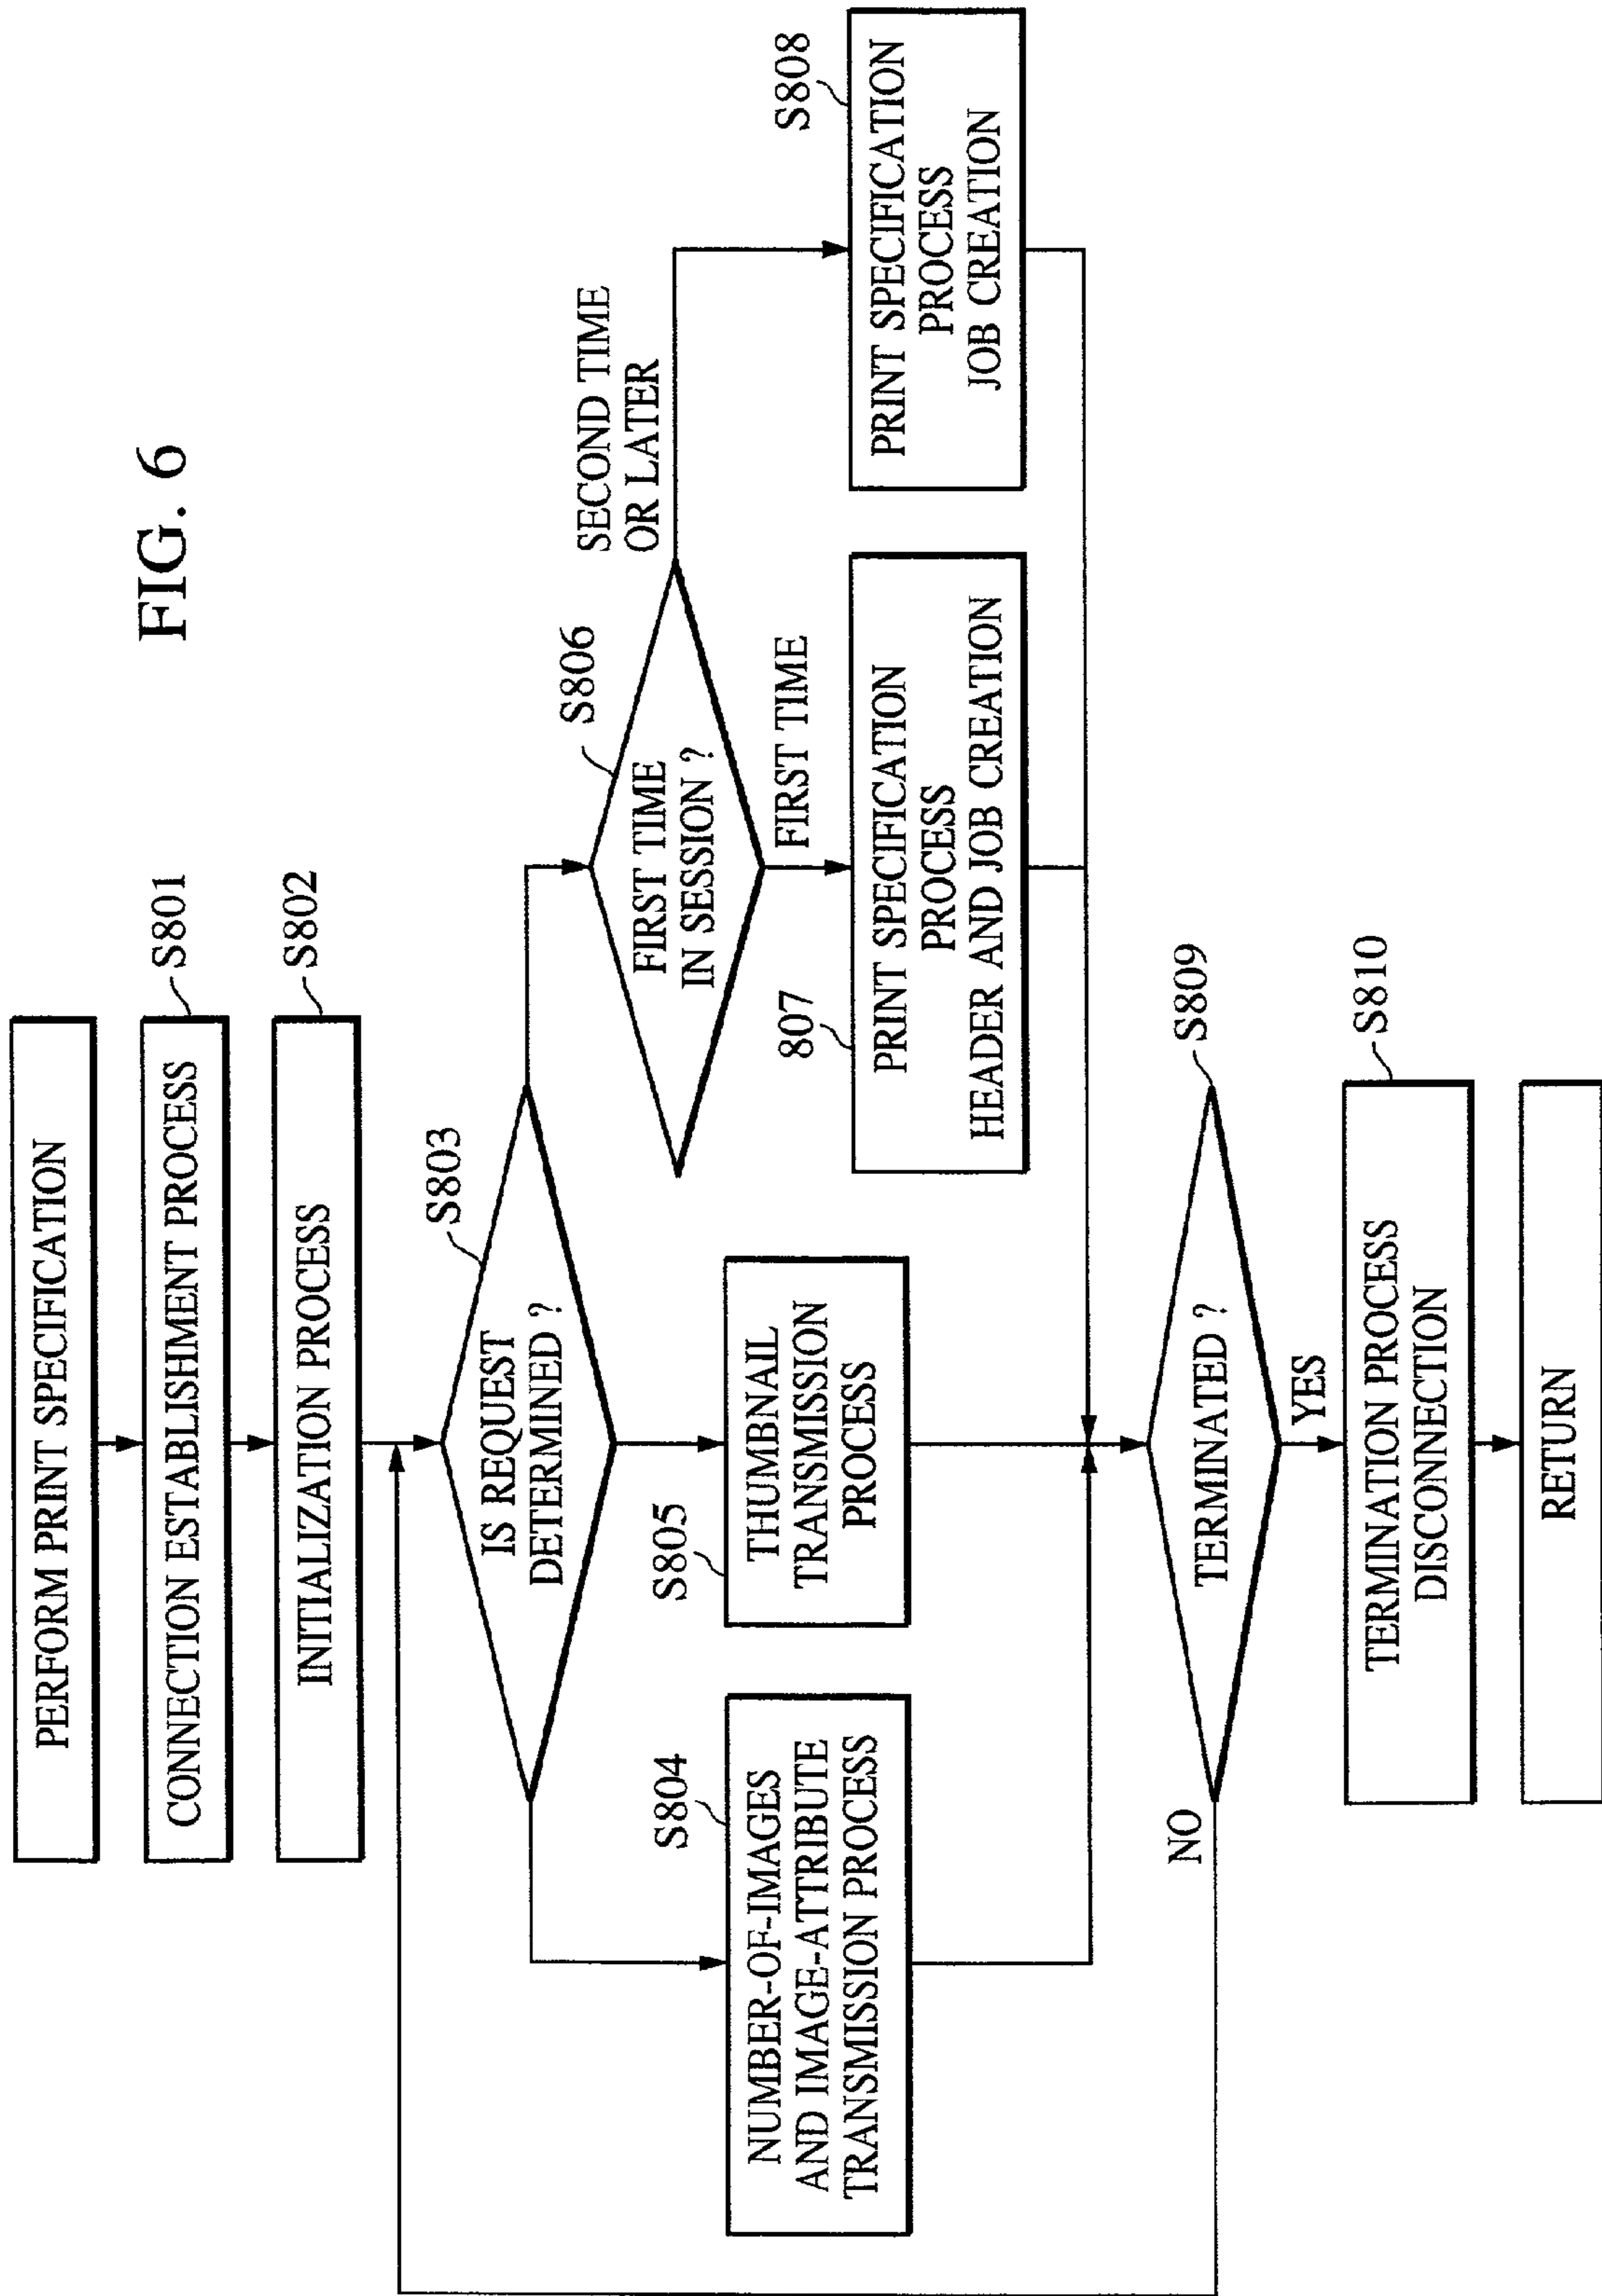 FIG. 6
PERFORM PRINT SPECIFICATION
S801
CONNECTION ESTABLISHMENT PROCESS
S802
INITIALIZATION PROCESS
S803
IS REQUEST
DETERMINED ?
S804
NUMBER-OF-IMAGES
AND IMAGE-ATTRIBUTE
TRANSMISSION PROCESS
S805
THUMBNAIL
TRANSMISSION
PROCESS
S806
FIRST TIME
IN SESSION ?
SECOND TIME
OR LATER
FIRST TIME
807
PRINT SPECIFICATION
PROCESS
HEADER AND JOB CREATION
S808
PRINT SPECIFICATION
PROCESS
JOB CREATION
S809
TERMINATED ?
NO
YES
S810
TERMINATION PROCESS
DISCONNECTION
RETURN